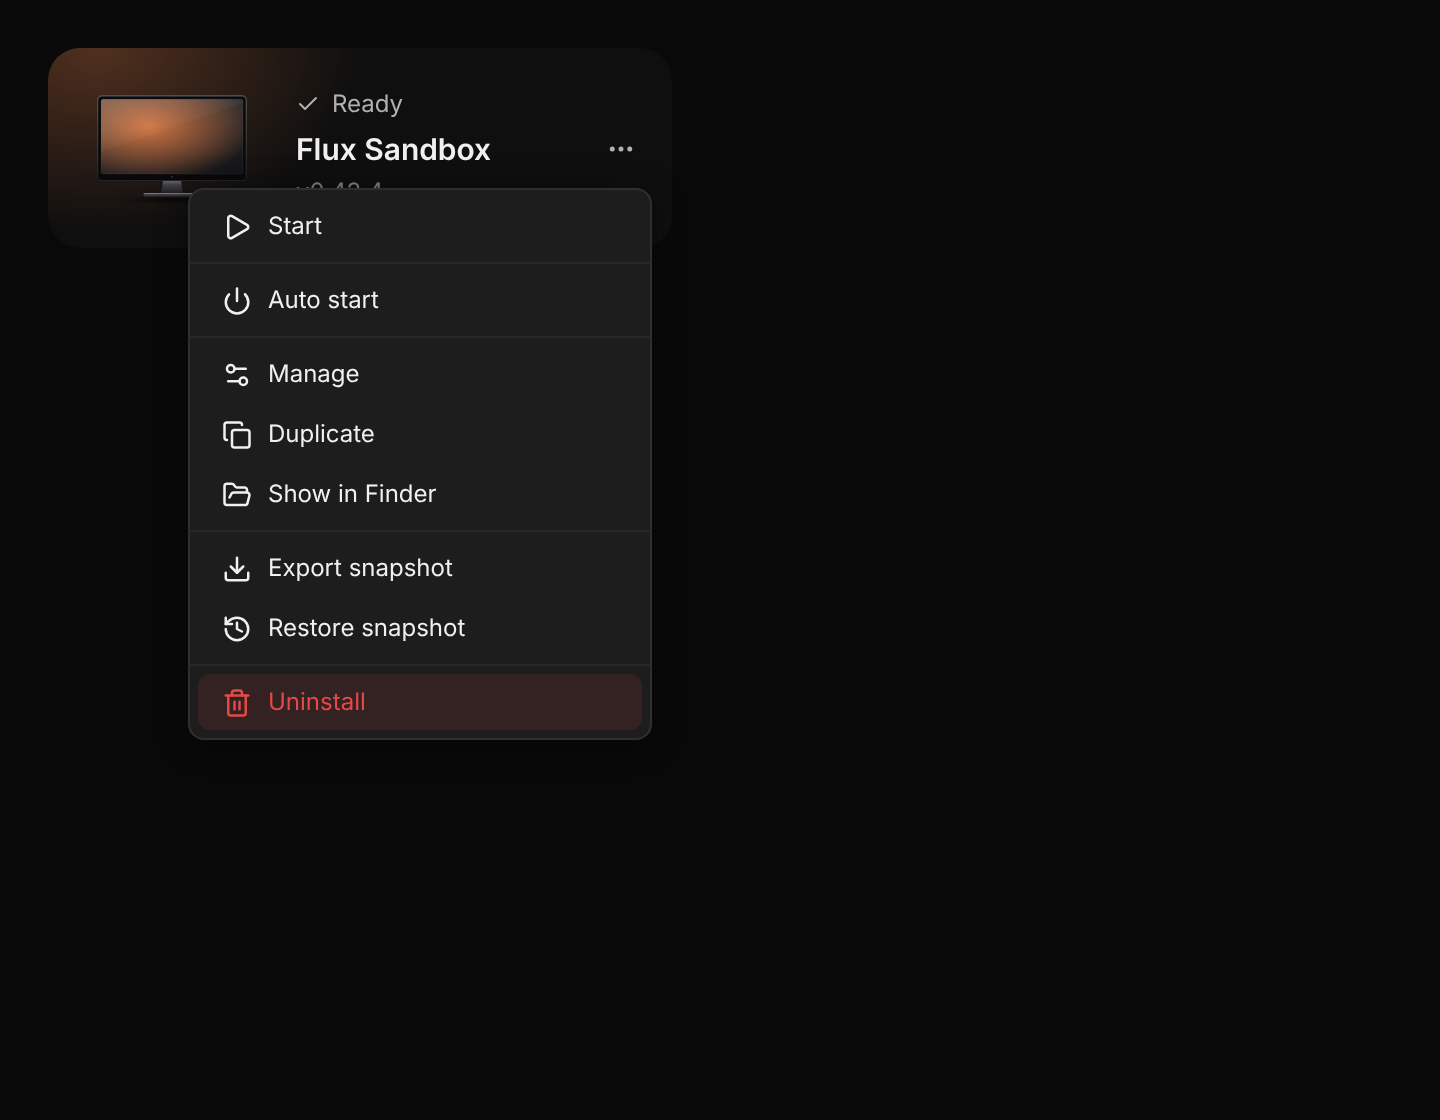 Ready
Flux Sandbox
Start
Auto start
Manage
Duplicate
Show in Finder
Export snapshot
Restore snapshot
Uninstall